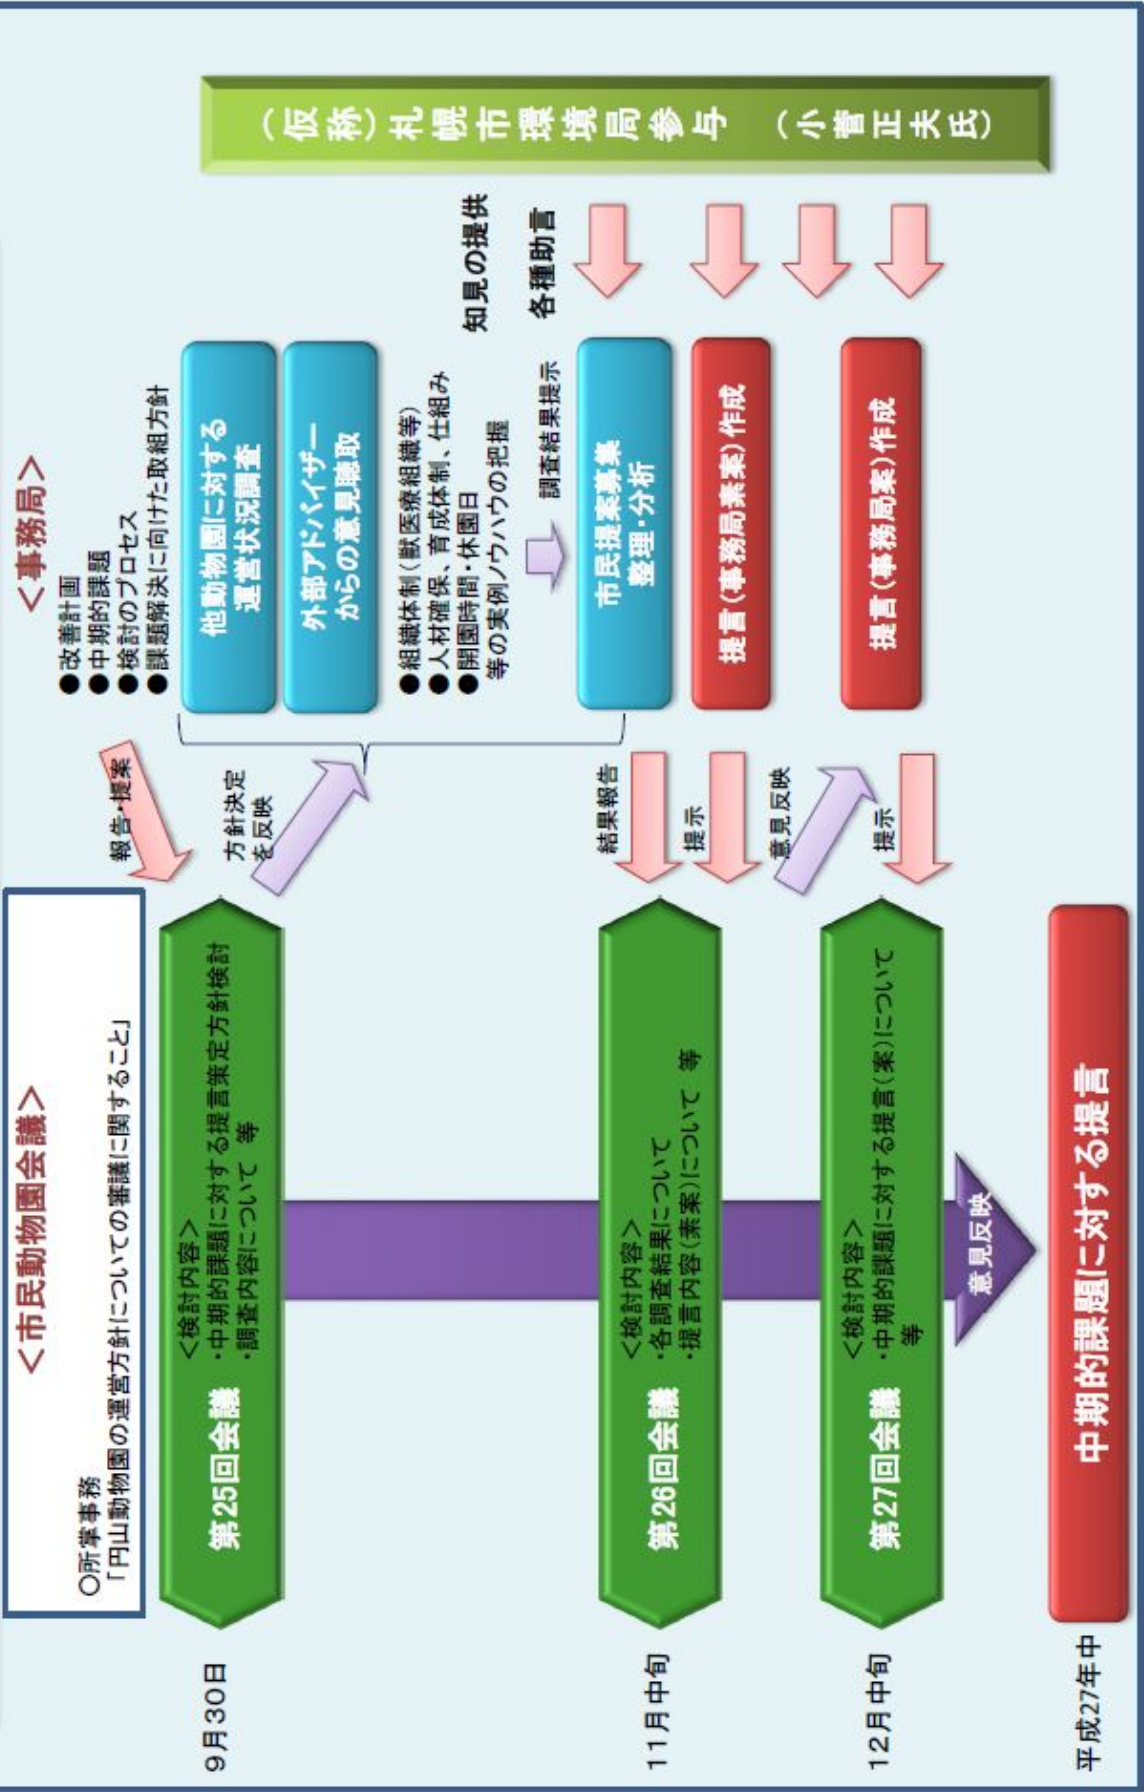 ＜市民動物園会議＞
○所掌事務
「円山動物園の運営方針についての審議に関すること」
＜事務局＞
●改善計画
●中期的課題
●検討のプロセス
●課題解決に向けた取組方針
報告・提案
9月30日
第25回会議
＜検討内容＞
・中期的課題に対する提言策定方針検討
・調査内容について 等
方針決定
を反映
他動物園に対する
運営状況調査
外部アドバイザー
からの意見聴取
●組織体制（獣医療組織等）
●人材確保、育成体制、仕組み
●開園時間・休園日
等の実例ノウハウの把握
調査結果提示
知見の提供
各種助言
（仮称）札幌市環境局参与 （小菅正夫氏）
市民提案募集
整理・分析
結果報告
11月中旬
第26回会議
＜検討内容＞
・各調査結果について
・提言内容（素案）について 等
提示
提言（事務局素案）作成
意見反映
12月中旬
第27回会議
＜検討内容＞
・中期的課題に対する提言（案）について
等
提示
提言（事務局案）作成
意見反映
平成27年中
中期的課題に対する提言